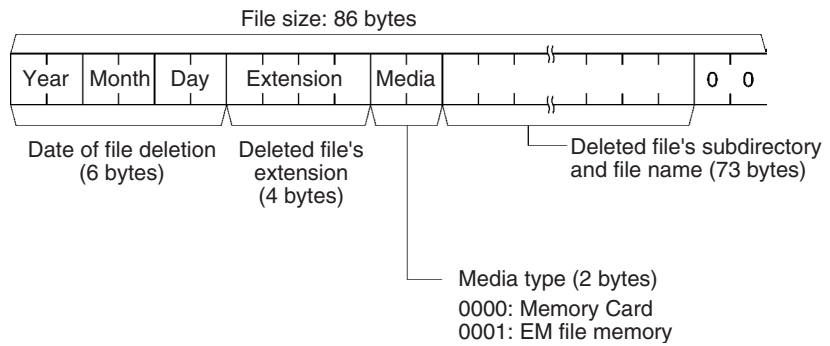 File size: 86 bytes
Year Month Day Extension Media 0 0
Date of file deletion
(6 bytes)
Deleted file's
extension
(4 bytes)
Deleted file's subdirectory
and file name (73 bytes)
Media type (2 bytes)
0000: Memory Card
0001: EM file memory